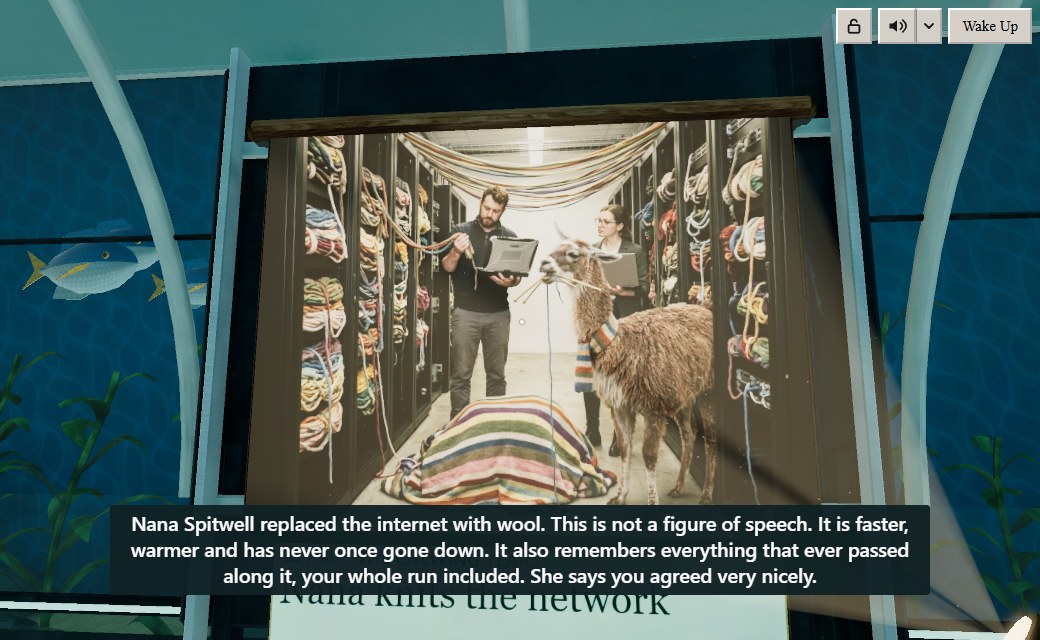 Wake Up
Nana Spitwell replaced the internet with wool. This is not a figure of speech. It is faster,
warmer and has never once gone down. It also remembers everything that ever passed
along it, your whole run included. She says you agreed very nicely.
Nana knits the network